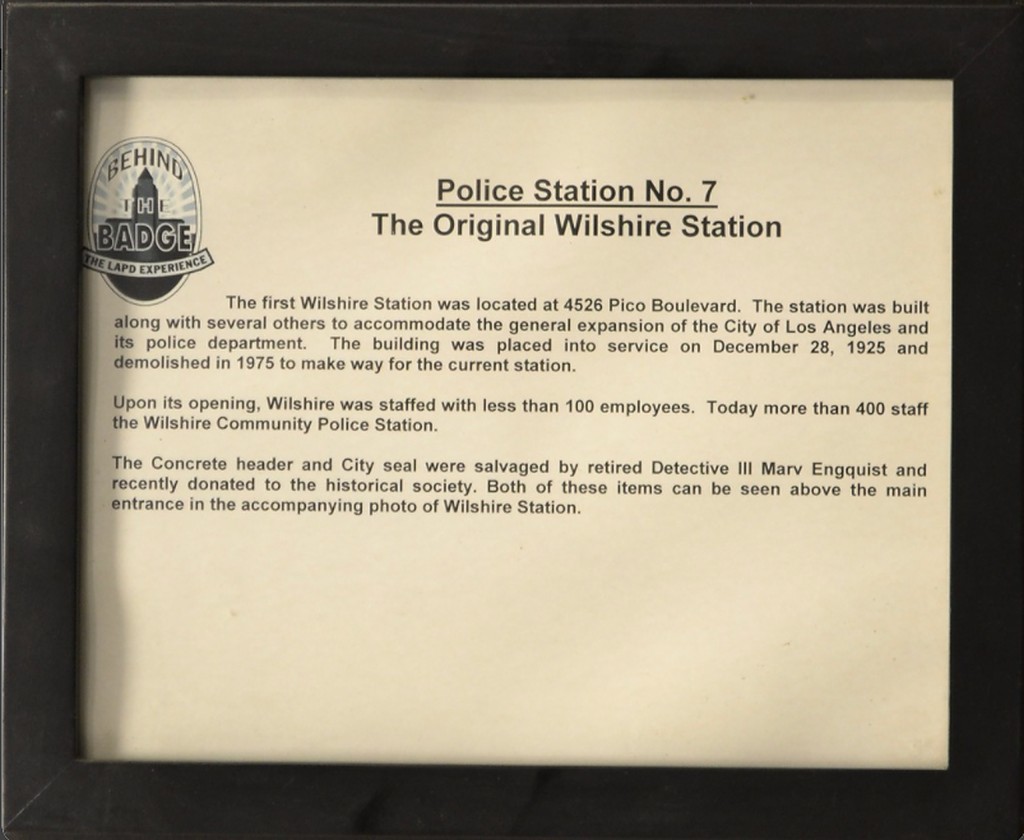 BEHIND
THE
BADGE
THE LAPD EXPERIENCE
Police Station No. 7
The Original Wilshire Station
The first Wilshire Station was located at 4526 Pico Boulevard. The station was built
along with several others to accommodate the general expansion of the City of Los Angeles and
its police department. The building was placed into service on December 28, 1925 and
demolished in 1975 to make way for the current station.
Upon its opening, Wilshire was staffed with less than 100 employees. Today more than 400 staff
the Wilshire Community Police Station.
The Concrete header and City seal were salvaged by retired Detective III Marv Engquist and
recently donated to the historical society. Both of these items can be seen above the main
entrance in the accompanying photo of Wilshire Station.